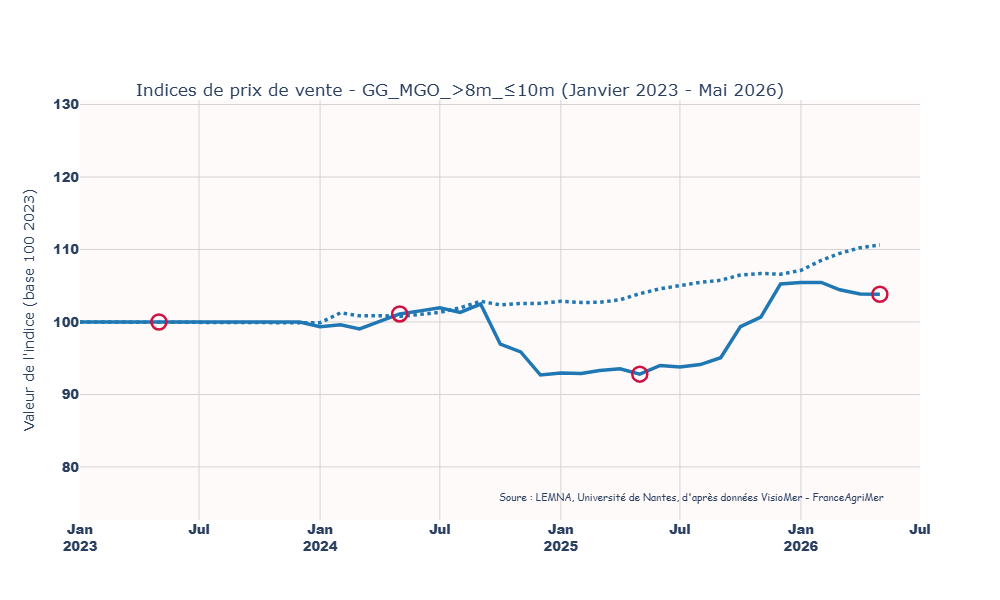 Indices de prix de vente - GG_MGO_>8m_≤10m (Janvier 2023 - Mai 2026)
Valeur de l'indice (base 100 2023)
130
120
110
100
90
80
Soure : LEMNA, Université de Nantes, d'après données VisioMer - FranceAgriMer
Jan Jul Jan Jul Jan Jul Jan Jul
2023 2024 2025 2026